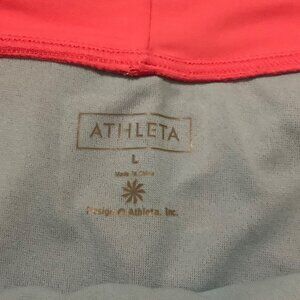 ATHLETA
L
Made in China
Design © Athleta, Inc.